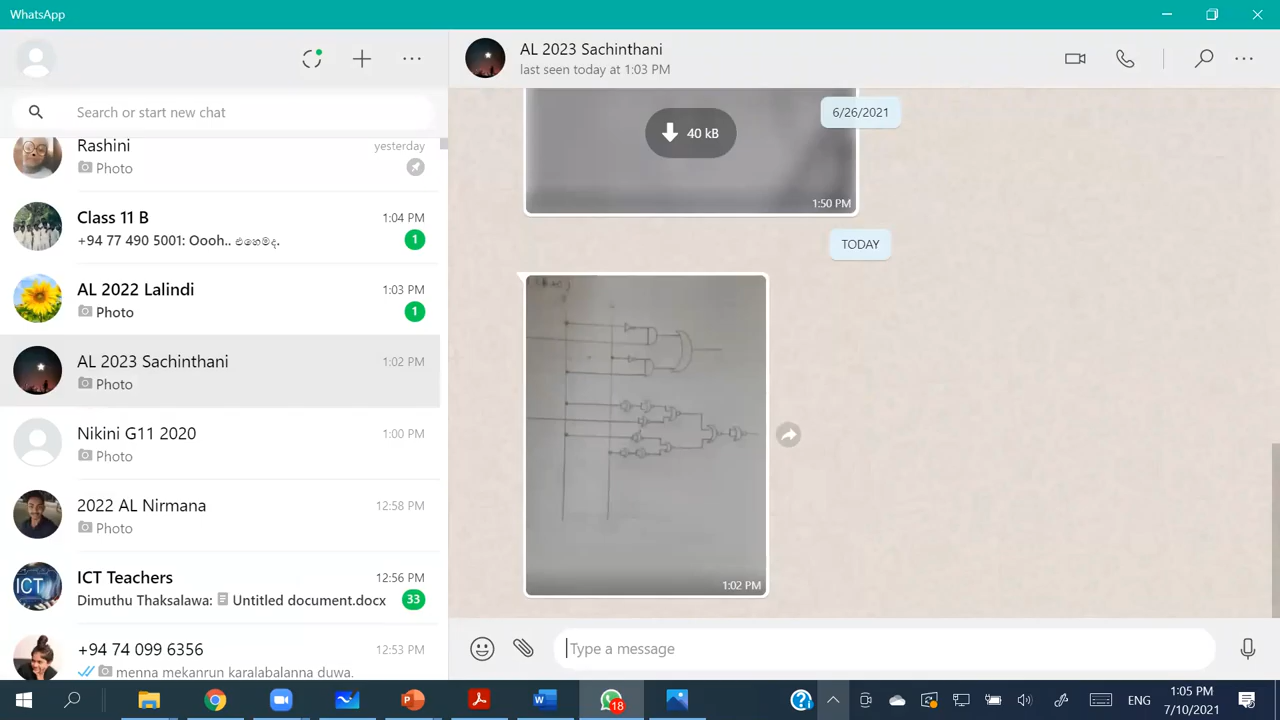 WhatsApp
Search or start new chat
Rashini
yesterday
Photo
Class 11 B
1:04 PM
+94 77 490 5001: Oooh.. එහෙමද.
1
AL 2022 Lalindi
1:03 PM
Photo
1
AL 2023 Sachinthani
1:02 PM
Photo
Nikini G11 2020
1:00 PM
Photo
2022 AL Nirmana
12:58 PM
Photo
ICT
ICT Teachers
12:56 PM
Dimuthu Thaksalawa: Untitled document.docx
33
+94 74 099 6356
12:53 PM
menna mekanrun karalabalanna duwa.
AL 2023 Sachinthani
last seen today at 1:03 PM
6/26/2021
40 kB
1:50 PM
TODAY
1:02 PM
Type a message
18
ENG
1:05 PM
7/10/2021